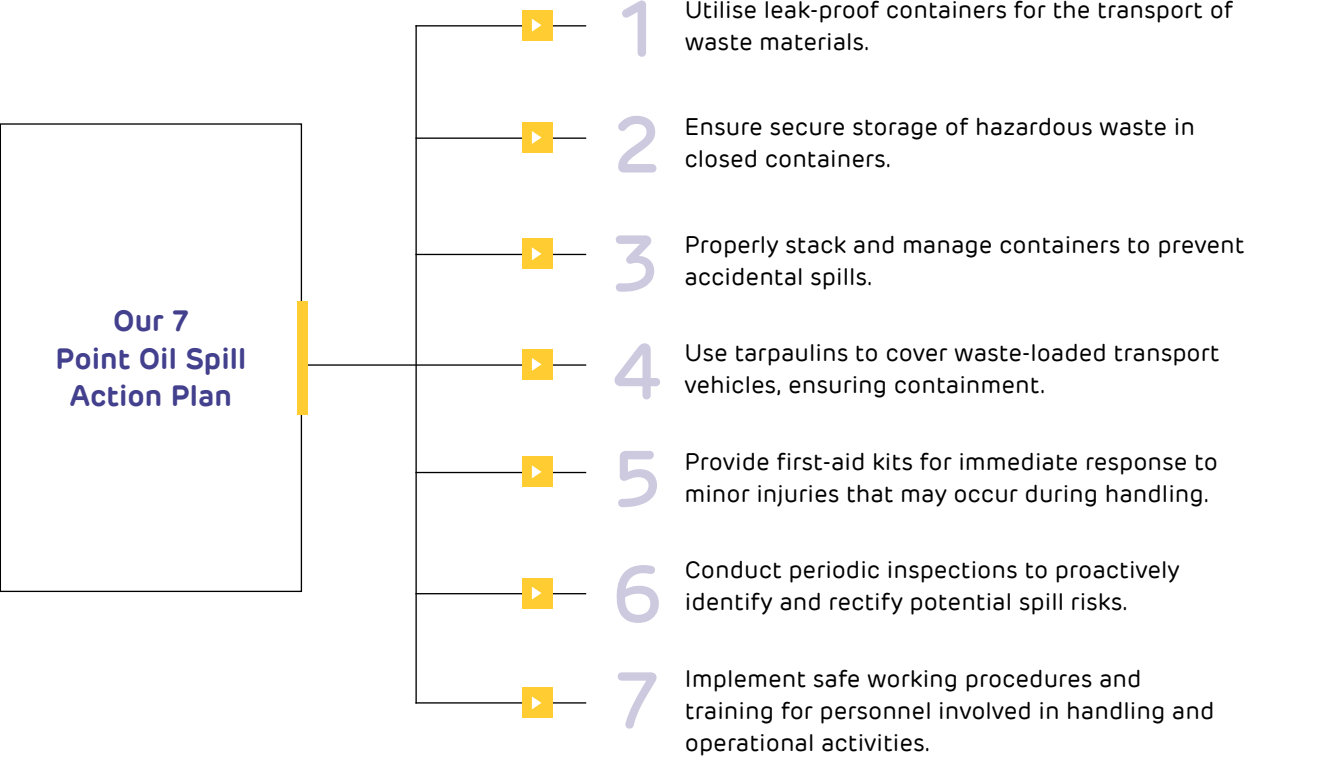 Our 7
Point Oil Spill
Action Plan
1
Utilise leak-proof containers for the transport of
waste materials.
2
Ensure secure storage of hazardous waste in
closed containers.
3
Properly stack and manage containers to prevent
accidental spills.
4
Use tarpaulins to cover waste-loaded transport
vehicles, ensuring containment.
5
Provide first-aid kits for immediate response to
minor injuries that may occur during handling.
6
Conduct periodic inspections to proactively
identify and rectify potential spill risks.
7
Implement safe working procedures and
training for personnel involved in handling and
operational activities.